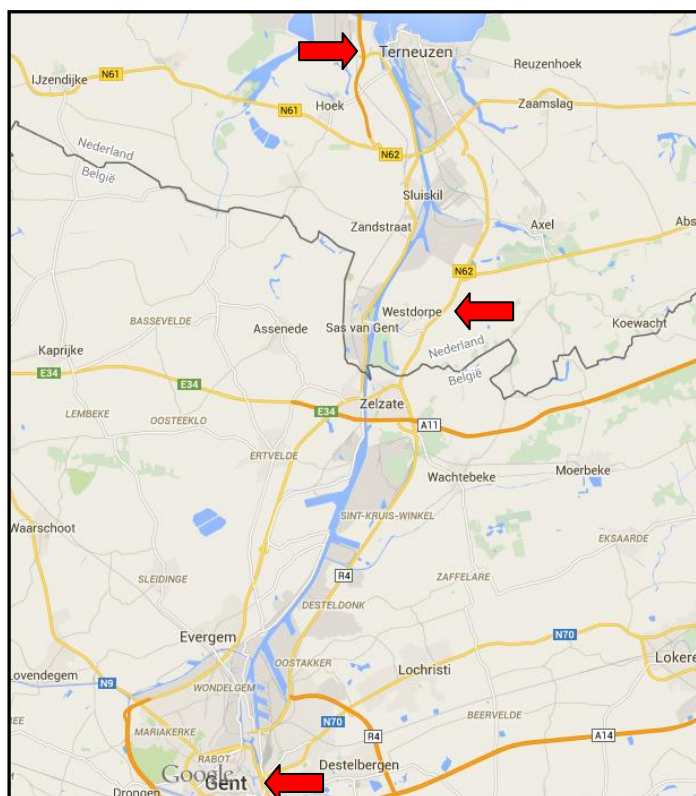 Terneuzen
Reuzenhoek
IJzendijke
N61
Hoek
N61
Zaamslag
N62
Nederland
België
Sluiskil
Zandstraat
Axel
Abs
N62
Westdorpe
BASSEVELDE
Assenede
Sas van Gent
Koewacht
Kaprijke
Nederland
België
E34
E34
Zelzate
LEMBEKE
E34
OOSTEEKLO
A11
ERTVELDE
Wachtebeke
Moerbeke
SINT-KRUIS-WINKEL
Waarschoot
EKSAARDE
R4
SLEIDINGE
ZAFFELARE
DESTELDONK
Evergem
N70
OOSTAKKER
Lokere
Lovendegem
N9
WONDELGEM
Lochristi
BEERVELDE
N70
R4
A14
MARIAKERKE
RABOT
Google
Gent
Destelbergen
Drongen